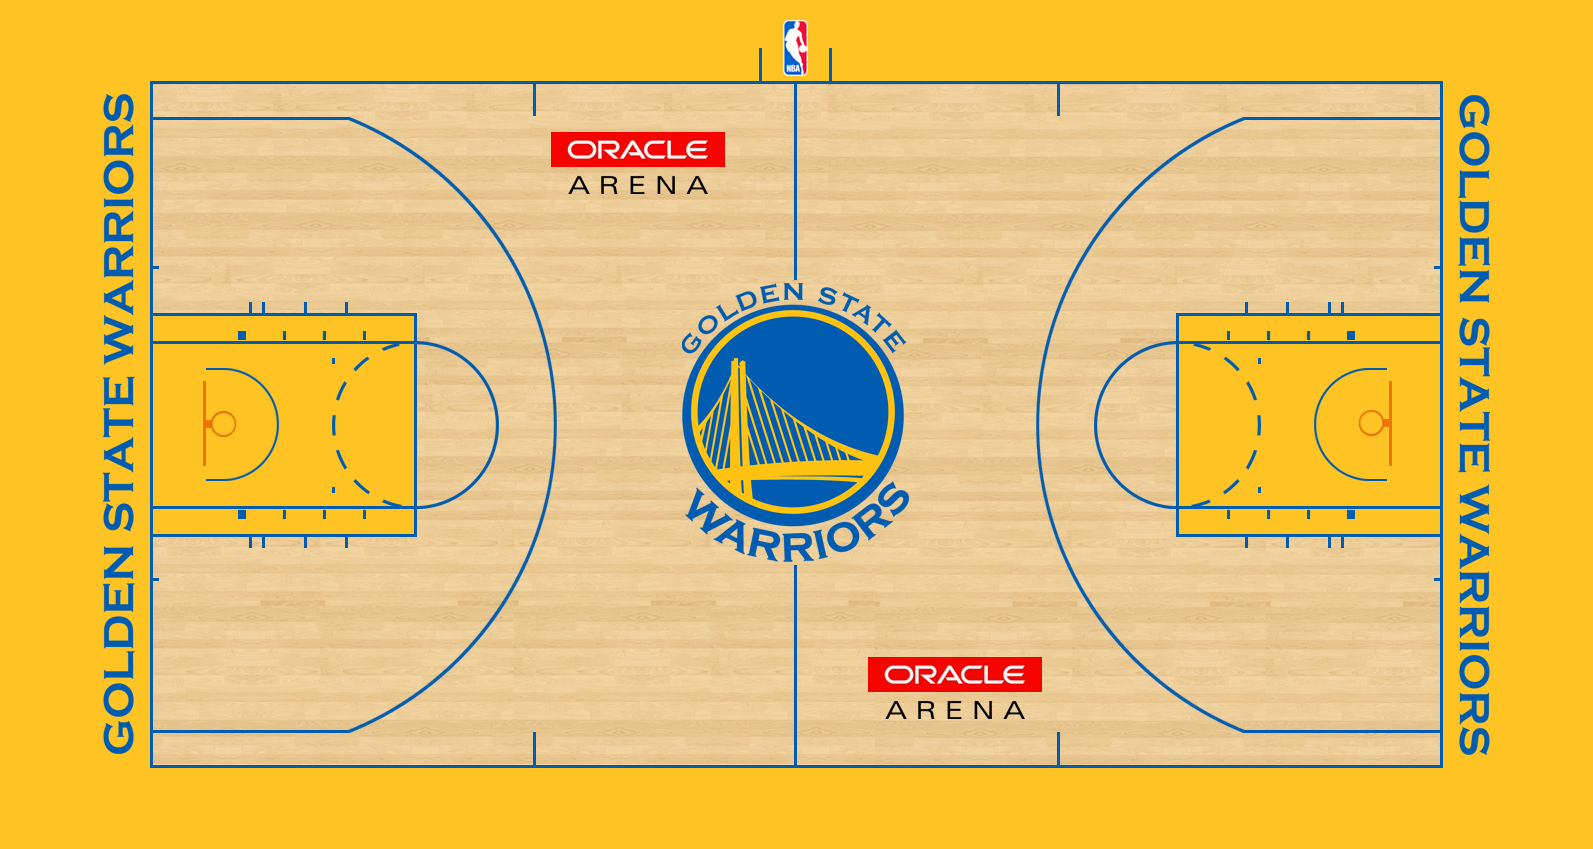 NBA
GOLDEN STATE WARRIORS
ORACLE
ARENA
GOLDEN STATE
WARRIORS
ORACLE
ARENA
GOLDEN STATE WARRIORS